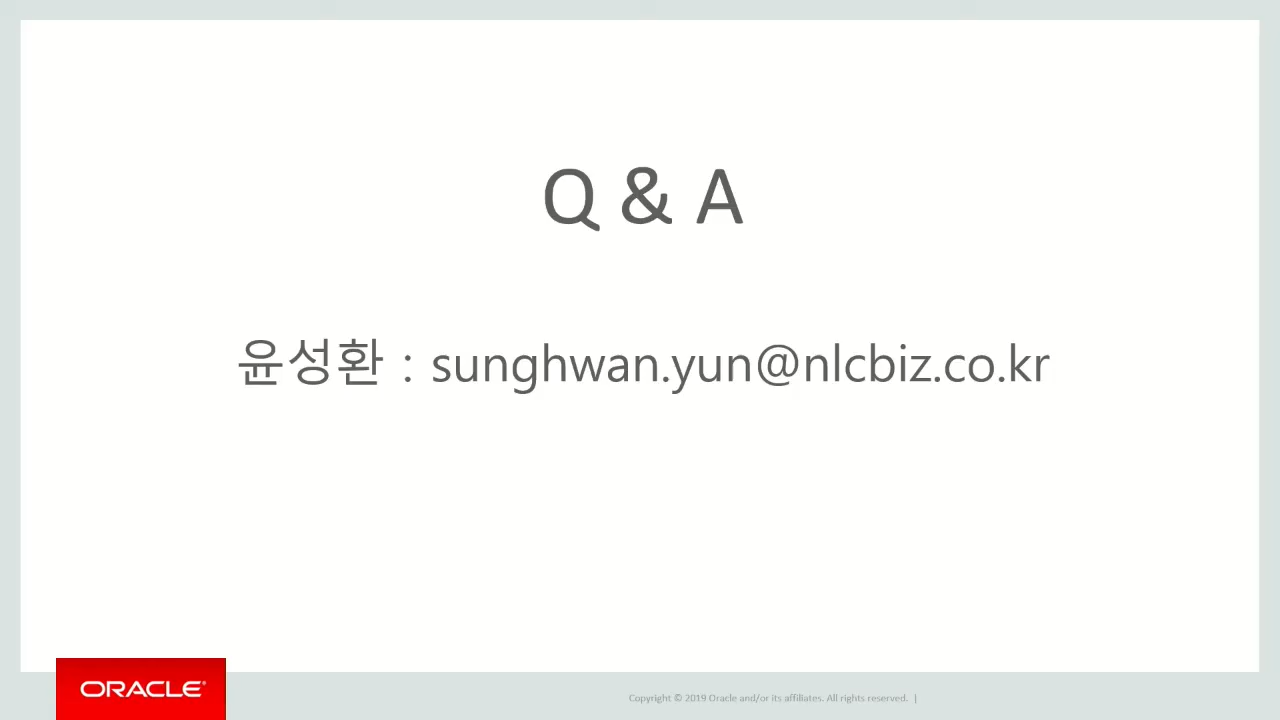 Q & A
윤성환 : sunghwan.yun@nlcbiz.co.kr
ORACLE®
Copyright © 2019 Oracle and/or its affiliates. All rights reserved. |